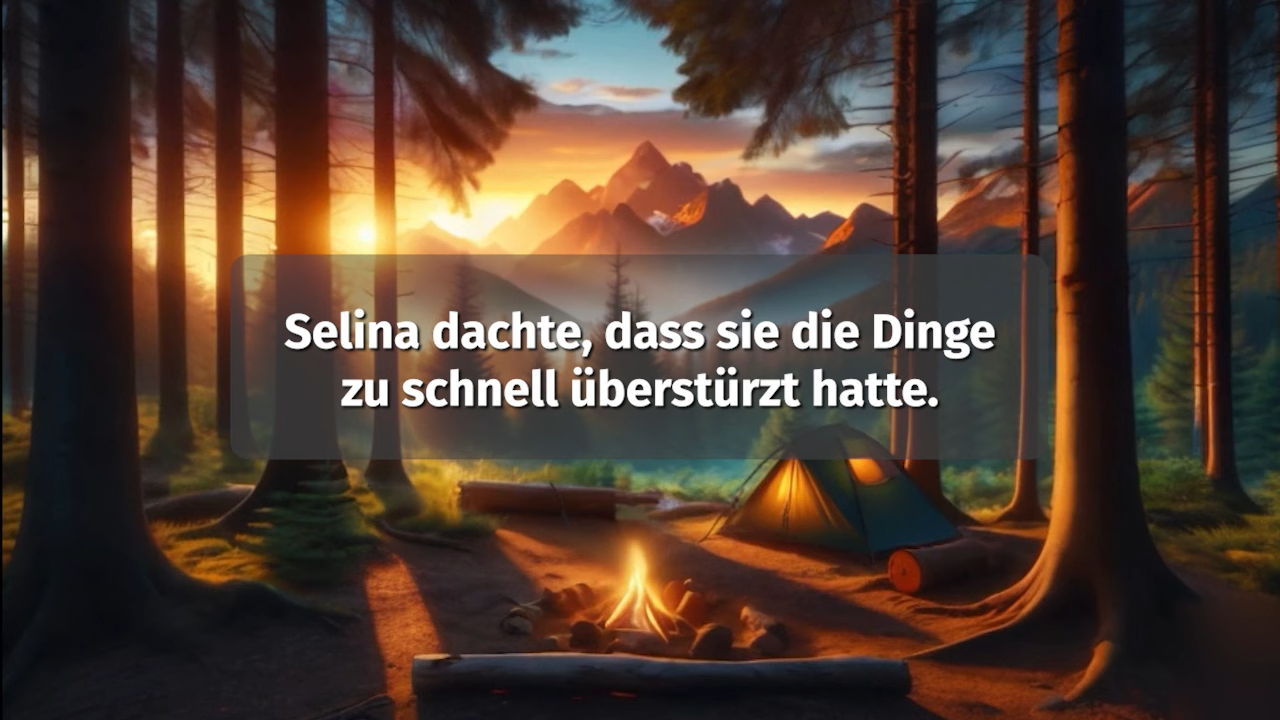 Selina dachte, dass sie die Dinge
zu schnell überstürzt hatte.